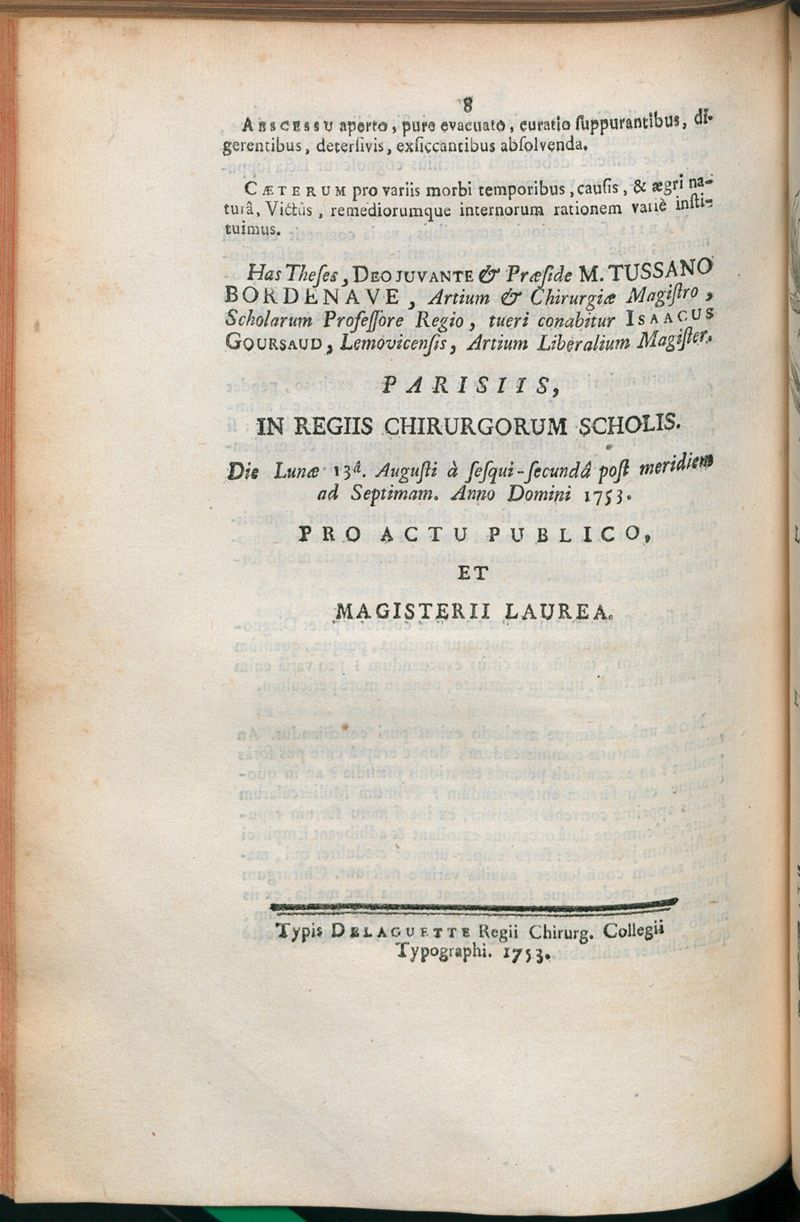 8
ABSCESSU aperto, pure evacuato, curatio ſuppurantibus, di-
gerentibus, deterſivis, exſiccantibus abſolvenda.
CÆTERUM pro variis morbi temporibus, cauſis, & ægri na-
turâ, Victûs, remediorumque internorum rationem variè inſti-
tuimus.
Has Theſes, DEO JUVANTE & Præſide M. TUSSANO
BORDENAVE, Artium & Chirurgiæ Magiſtro,
Scholarum Profeſſore Regio, tueri conabitur ISAACUS
GOURSAUD, Lemovicenſis, Artium Liberalium Magiſter.
PARISIIS,
IN REGIIS CHIRURGORUM SCHOLIS.
Die Lunæ 13â. Auguſti à ſeſqui-ſecundâ poſt meridiem
ad Septimam. Anno Domini 1753.
PRO ACTU PUBLICO,
ET
MAGISTERII LAUREA.
Typis DELAGUETTE Regii Chirurg. Collegii
Typographi. 1753.